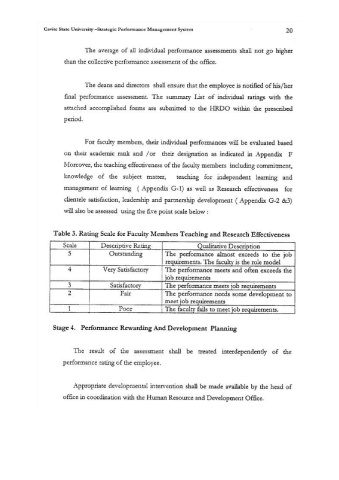 Cavite State University –Strategic Performance Management System 20
The average of all individual performance assessments shall not go higher
than the collective performance assessment of the office.
The deans and directors shall ensure that the employee is notified of his/her
final performance assessment. The summary List of individual ratings with the
attached accomplished forms are submitted to the HRDO within the prescribed
period.
For faculty members, their individual performances will be evaluated based
on their academic rank and /or their designation as indicated in Appendix F
Moreover, the teaching effectiveness of the faculty members including commitment,
knowledge of the subject matter, teaching for independent learning and
management of learning ( Appendix G-1) as well as Research effectiveness for
clientele satisfaction, leadership and partnership development ( Appendix G-2 &3)
will also be assessed using the five point scale below :
Table 3. Rating Scale for Faculty Members Teaching and Research Effectiveness
Scale Descriptive Rating Qualitative Description
5 Outstanding The performance almost exceeds to the job
requirements. The faculty is the role model
4 Very Satisfactory The performance meets and often exceeds the
job requirements
3 Satisfactory The performance meets job requirements
2 Fair The performance needs some development to
meet job requirements
1 Poor The faculty fails to meet job requirements.
Stage 4. Performance Rewarding And Development Planning
The result of the assessment shall be treated interdependently of the
performance rating of the employee.
Appropriate developmental intervention shall be made available by the head of
office in coordination with the Human Resource and Development Office.